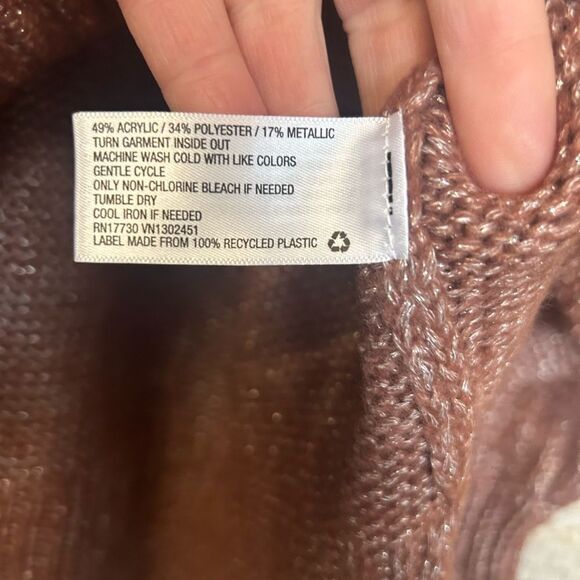 49% ACRYLIC / 34% POLYESTER / 17% METALLIC
TURN GARMENT INSIDE OUT
MACHINE WASH COLD WITH LIKE COLORS
GENTLE CYCLE
ONLY NON-CHLORINE BLEACH IF NEEDED
TUMBLE DRY
COOL IRON IF NEEDED
RN17730 VN1302451
LABEL MADE FROM 100% RECYCLED PLASTIC